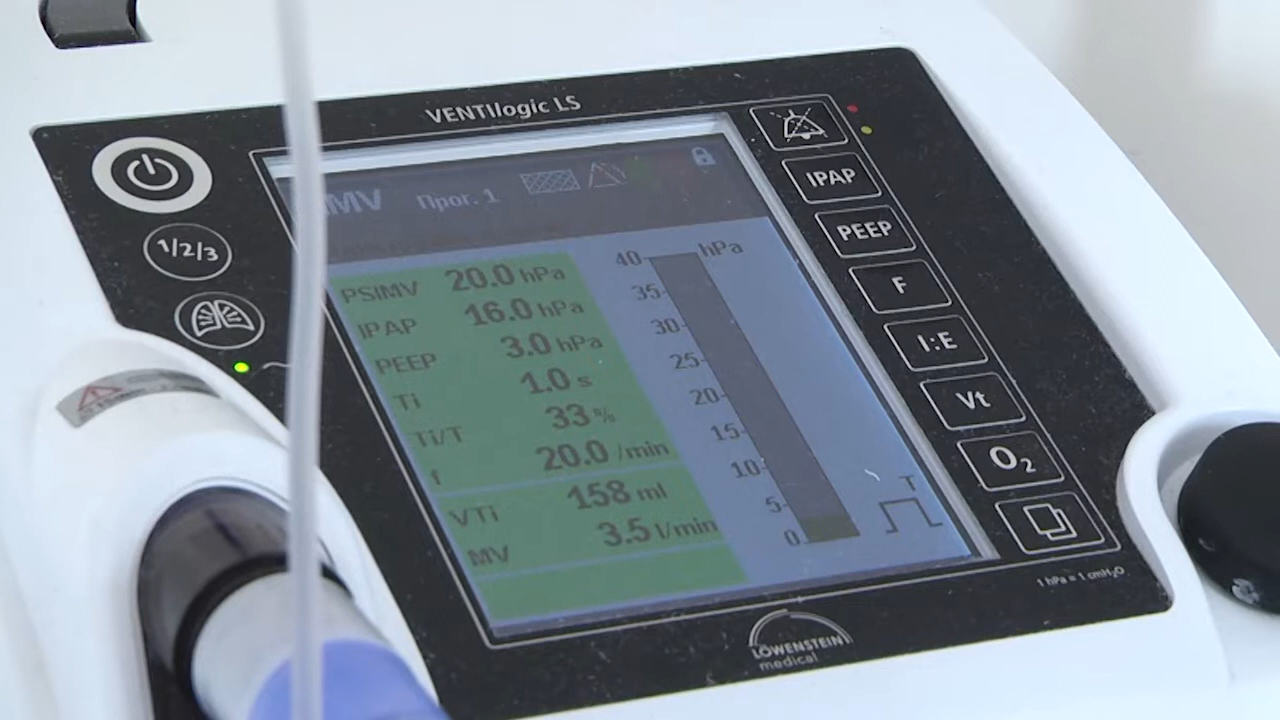 VENTIlogic LS
MV Прог. 1
1/2/3
PSIMV 20.0 hPa
IPAP 16.0 hPa
PEEP 3.0 hPa
Ti 1.0 s
Ti/T 33 %
f 20.0 /min
VTi 158 ml
MV 3.5 l/min
hPa
40
35
30
25
20
15
10
5
0
T
IPAP
PEEP
F
I:E
Vt
O₂
1 hPa = 1 cmH₂O
LÖWENSTEIN
medical